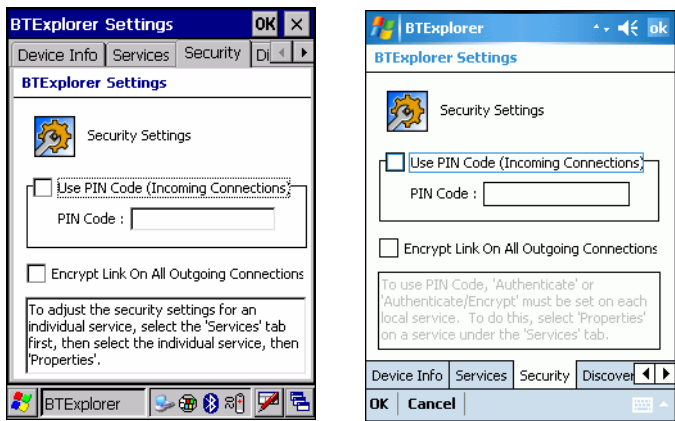 BTExplorer Settings OK
Device Info Services Security Di
BTExplorer Settings
Security Settings
Use PIN Code (Incoming Connections)
PIN Code :
Encrypt Link On All Outgoing Connections
To adjust the security settings for an
individual service, select the 'Services' tab
first, then select the individual service, then
'Properties'.
BTExplorer
BTExplorer ok
BTExplorer Settings
Security Settings
Use PIN Code (Incoming Connections)
PIN Code :
Encrypt Link On All Outgoing Connections
To use PIN Code, 'Authenticate' or
'Authenticate/Encrypt' must be set on each
local service. To do this, select 'Properties'
on a service under the 'Services' tab.
Device Info Services Security Discover
OK Cancel